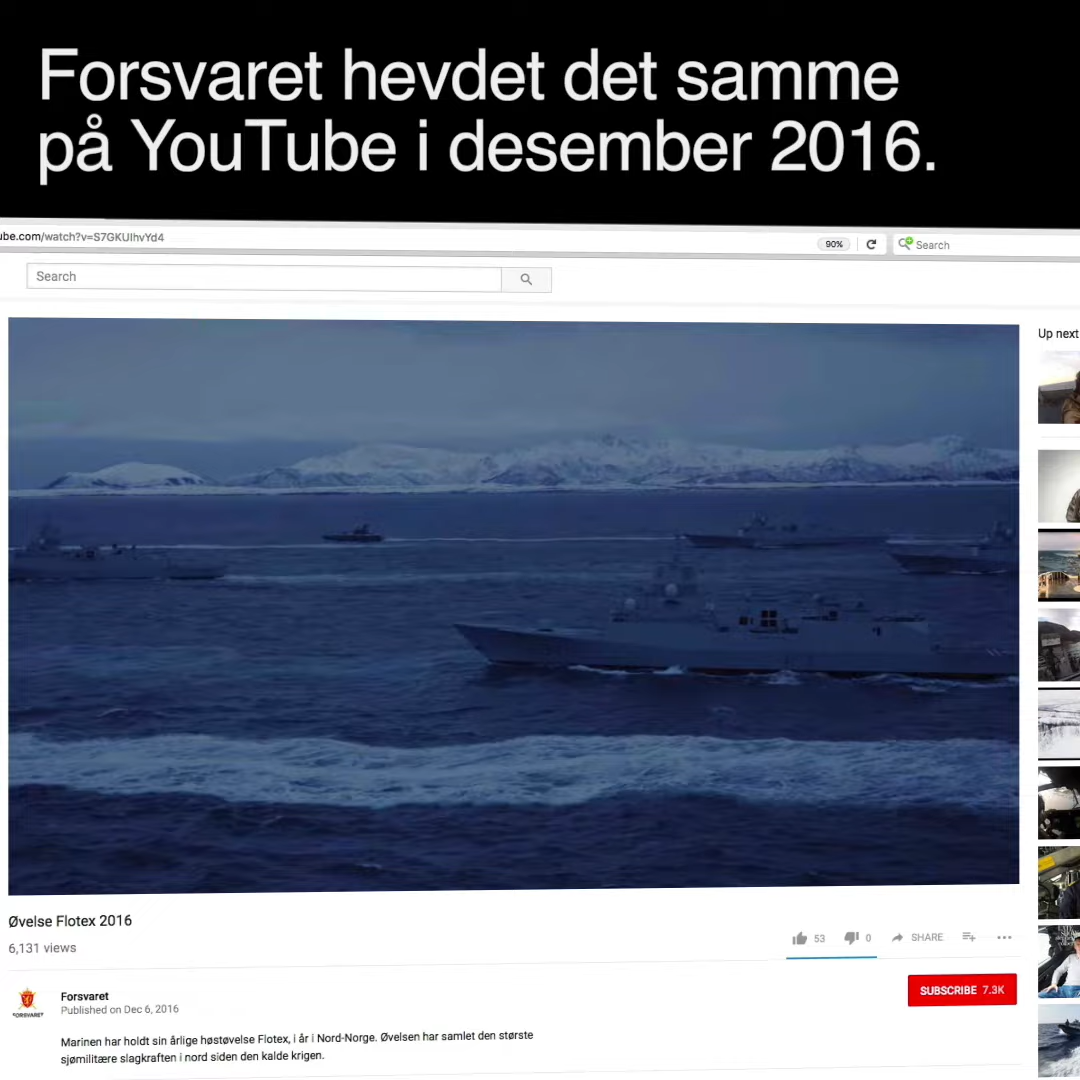 Forsvaret hevdet det samme
på YouTube i desember 2016.
ube.com/watch?v=S7GKUIhvYd4
90%
Search
Search
Up next
Øvelse Flotex 2016
6,131 views
53
0
SHARE
FORSVARET
Forsvaret
Published on Dec 6, 2016
SUBSCRIBE 7.3K
Marinen har holdt sin årlige høstøvelse Flotex, i år i Nord-Norge. Øvelsen har samlet den største
sjømilitære slagkraften i nord siden den kalde krigen.